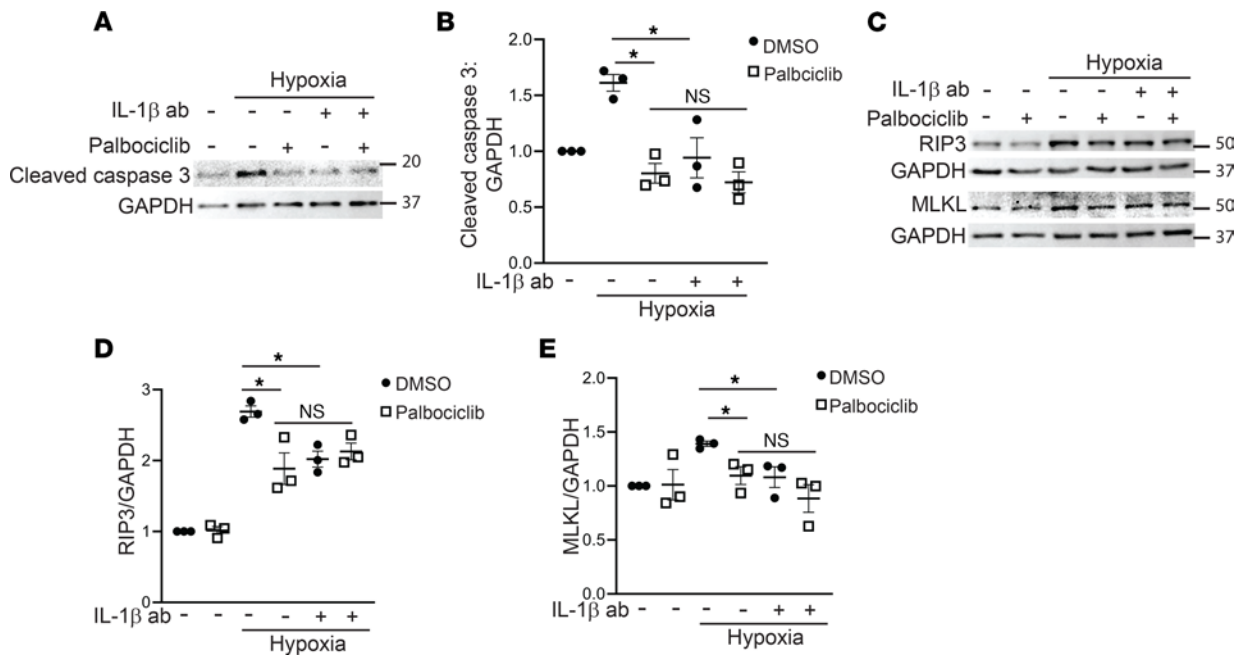 A
Hypoxia
IL-1β ab - - - + +
Palbociclib - - + - +
Cleaved caspase 3
20
GAPDH
37
B
Cleaved caspase 3:
GAPDH
2.0
1.5
1.0
0.5
0.0
*
*
NS
DMSO
Palbciclib
IL-1β ab - - - + +
Hypoxia
C
Hypoxia
IL-1β ab - - - - + +
Palbociclib - + - + - +
RIP3
50
GAPDH
37
MLKL
50
GAPDH
37
D
RIP3/GAPDH
3
2
1
0
*
*
NS
DMSO
Palbociclib
IL-1β ab - - - - + +
Hypoxia
E
MLKL/GAPDH
2.0
1.5
1.0
0.5
0.0
*
*
NS
DMSO
Palbociclib
IL-1β ab - - - - + +
Hypoxia